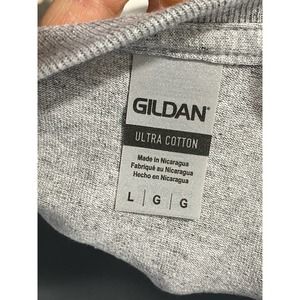 GILDAN
ULTRA COTTON
Made in Nicaragua
Fabriqué au Nicaragua
Hecho en Nicaragua
L | G | G